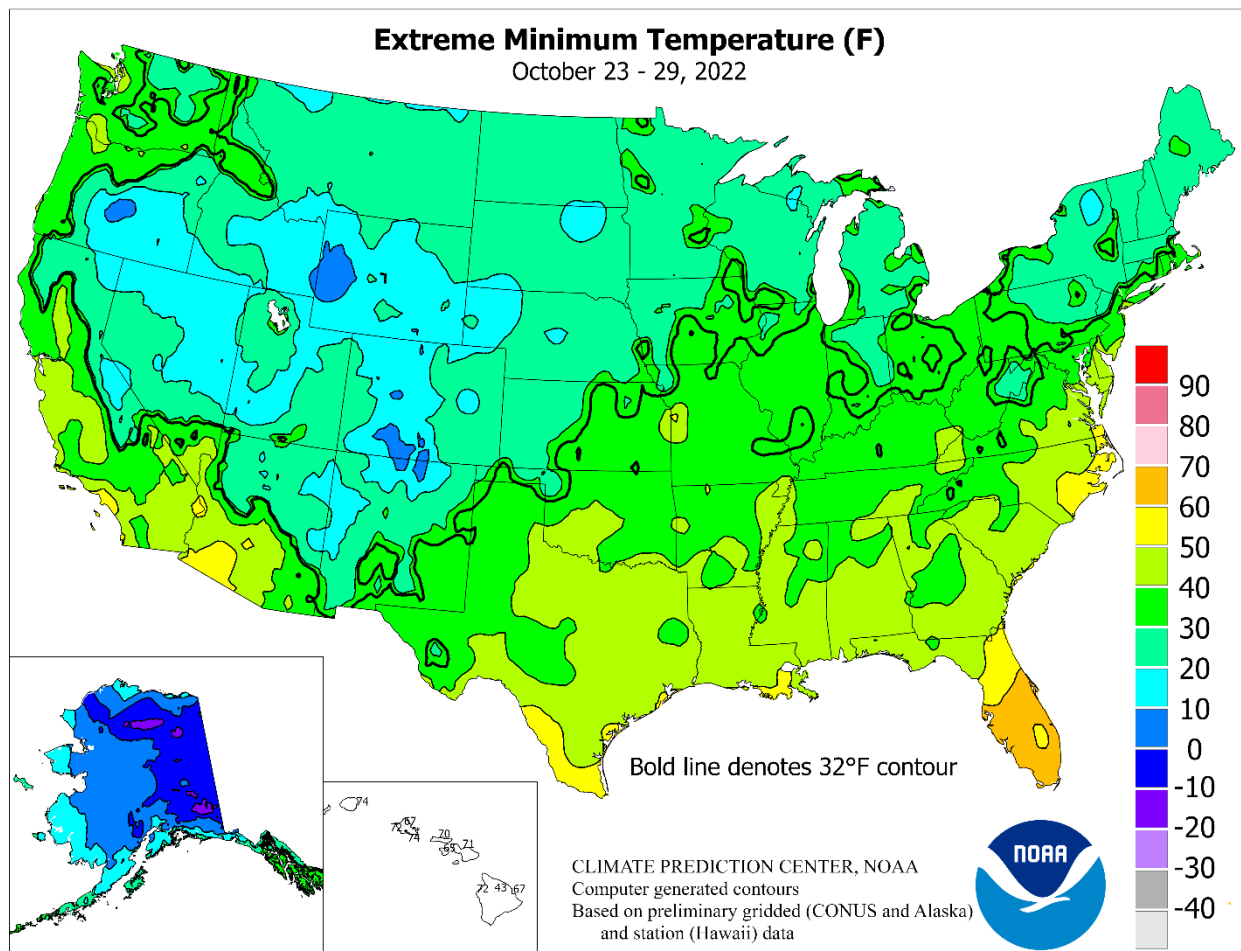 Extreme Minimum Temperature (F)
October 23 - 29, 2022
90
80
70
60
50
40
30
20
10
0
-10
-20
-30
-40
Bold line denotes 32°F contour
74
67
72
74
70
71
72
43
67
CLIMATE PREDICTION CENTER, NOAA
Computer generated contours
Based on preliminary gridded (CONUS and Alaska)
and station (Hawaii) data
NOAA